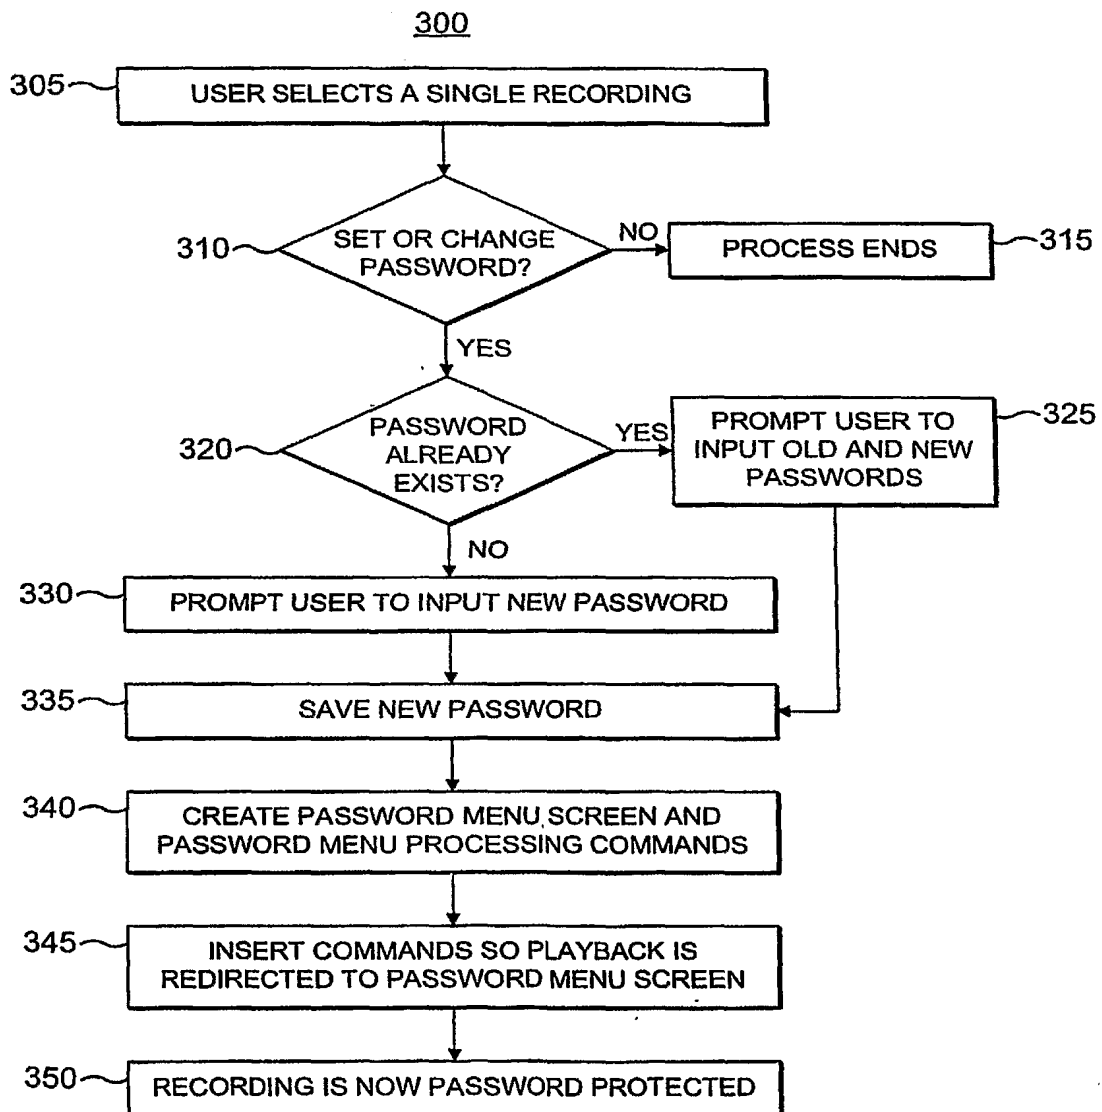 300
305
USER SELECTS A SINGLE RECORDING
310
SET OR CHANGE
PASSWORD?
NO
PROCESS ENDS
315
YES
320
PASSWORD
ALREADY
EXISTS?
YES
PROMPT USER TO
INPUT OLD AND NEW
PASSWORDS
325
NO
330
PROMPT USER TO INPUT NEW PASSWORD
335
SAVE NEW PASSWORD
340
CREATE PASSWORD MENU SCREEN AND
PASSWORD MENU PROCESSING COMMANDS
345
INSERT COMMANDS SO PLAYBACK IS
REDIRECTED TO PASSWORD MENU SCREEN
350
RECORDING IS NOW PASSWORD PROTECTED